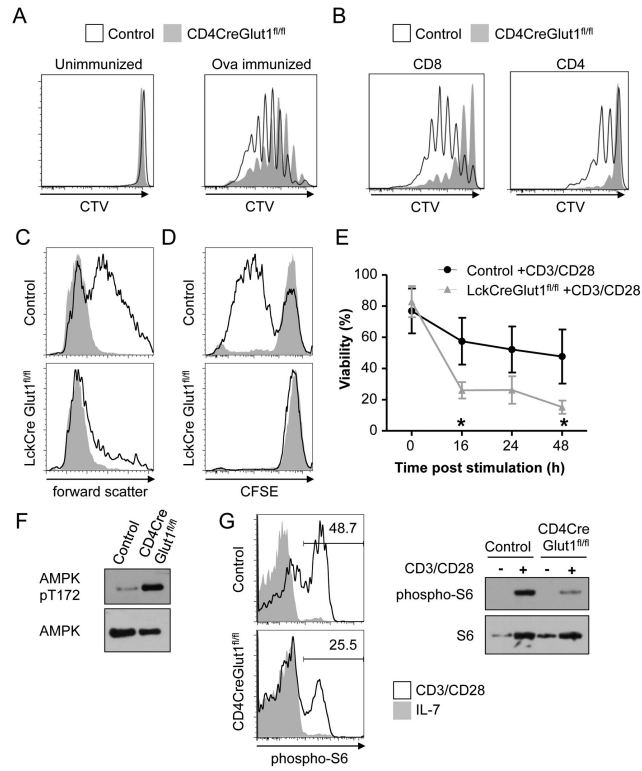 A
Control CD4CreGlut1fl/fl
Unimmunized Ova immunized
CTV CTV
B
Control CD4CreGlut1fl/fl
CD8 CD4
CTV CTV
C
Control
LckCre Glut1fl/fl
forward scatter
D
Control
LckCre Glut1fl/fl
CFSE
E
Control +CD3/CD28
LckCreGlut1fl/fl +CD3/CD28
Viability (%)
100
80
60
40
20
0
* *
0 16 24 48
Time post stimulation (h)
F
Control
CD4Cre
Glut1fl/fl
AMPK
pT172
AMPK
G
48.7
Control
25.5
CD4CreGlut1fl/fl
phospho-S6
CD3/CD28
IL-7
CD4Cre
Control Glut1fl/fl
CD3/CD28 - + - +
phospho-S6
S6